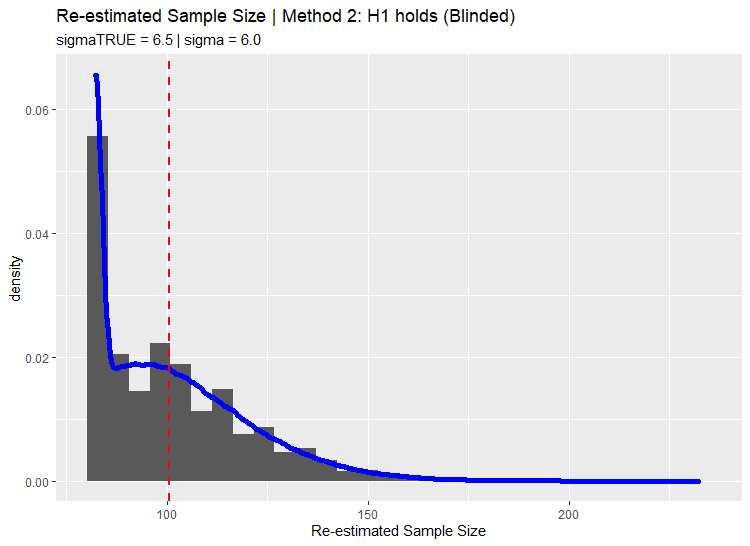 Re-estimated Sample Size | Method 2: H1 holds (Blinded)
sigmaTRUE = 6.5 | sigma = 6.0
0.06
0.04
0.02
0.00
density
100
150
200
Re-estimated Sample Size